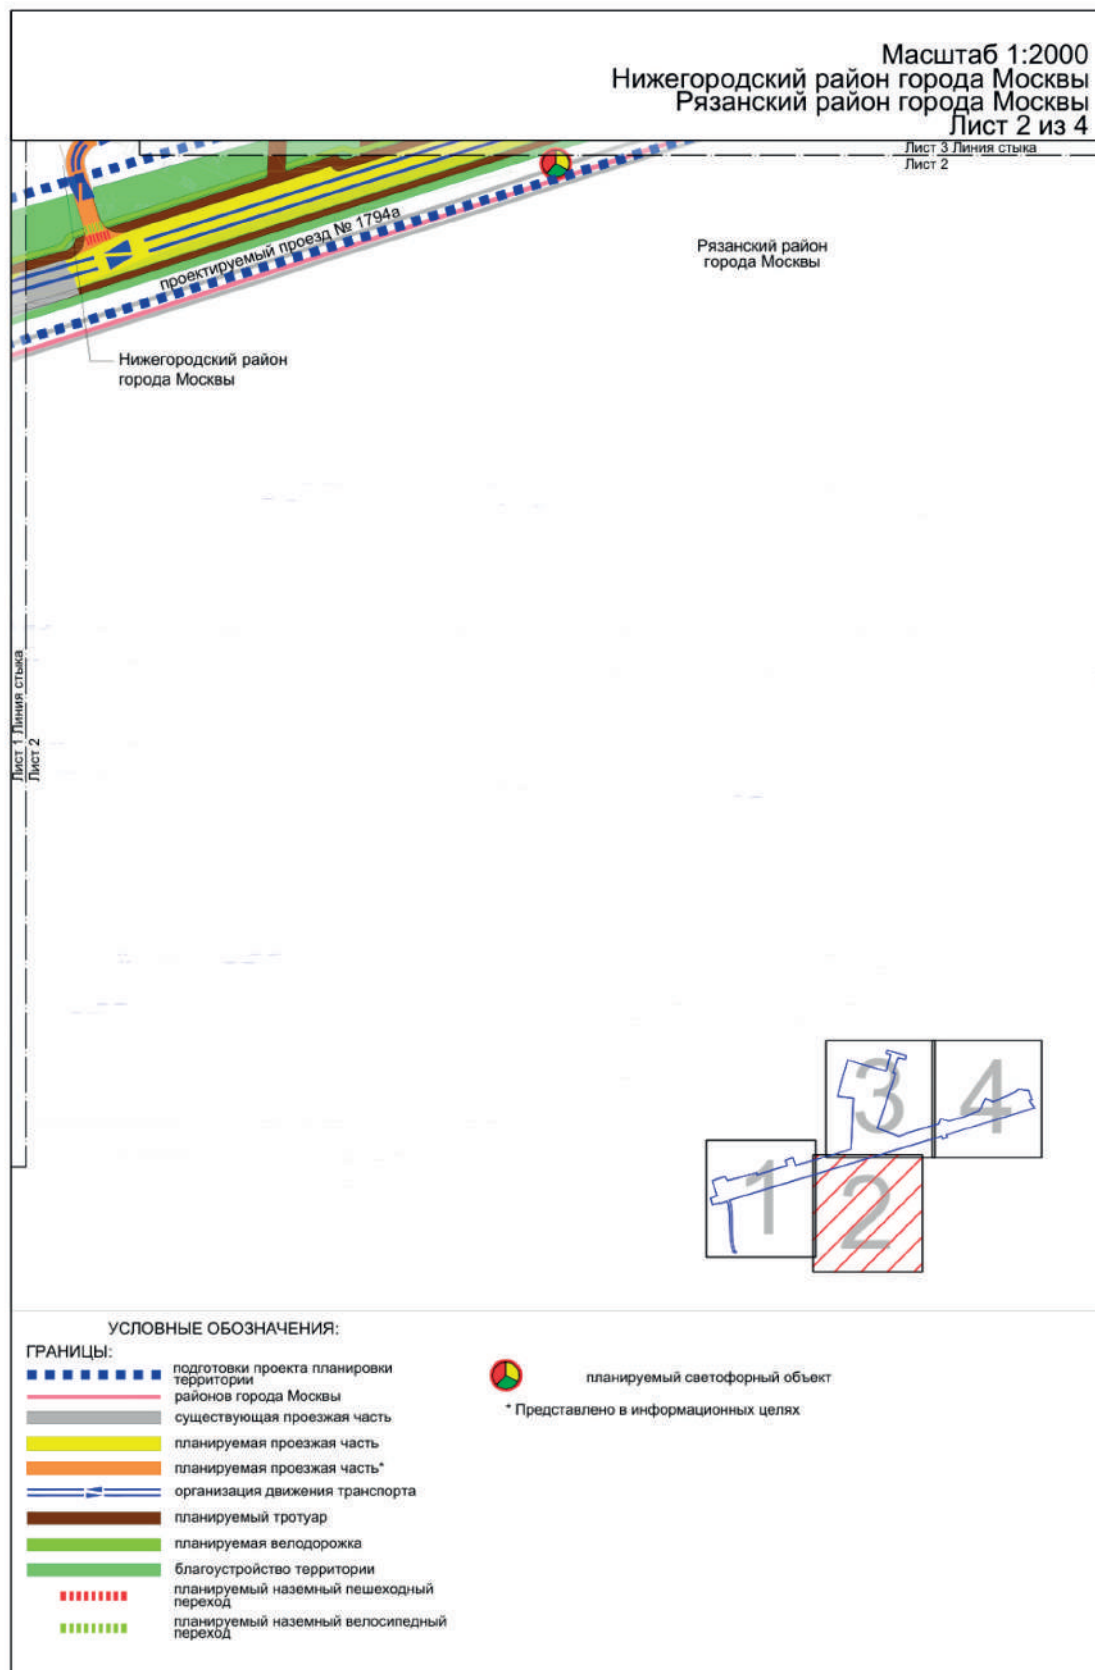 Масштаб 1:2000
Нижегородский район города Москвы
Рязанский район города Москвы
Лист 2 из 4
Лист 3 Линия стыка
Лист 2
проектируемый проезд № 1794а
Рязанский район
города Москвы
Нижегородский район
города Москвы
Лист 1 Линия стыка
Лист 2
3
4
1
2
УСЛОВНЫЕ ОБОЗНАЧЕНИЯ:
ГРАНИЦЫ:
подготовки проекта планировки
территории
районов города Москвы
существующая проезжая часть
планируемая проезжая часть
планируемая проезжая часть*
организация движения транспорта
планируемый тротуар
планируемая велодорожка
благоустройство территории
планируемый наземный пешеходный
переход
планируемый наземный велосипедный
переход
планируемый светофорный объект
* Представлено в информационных целях